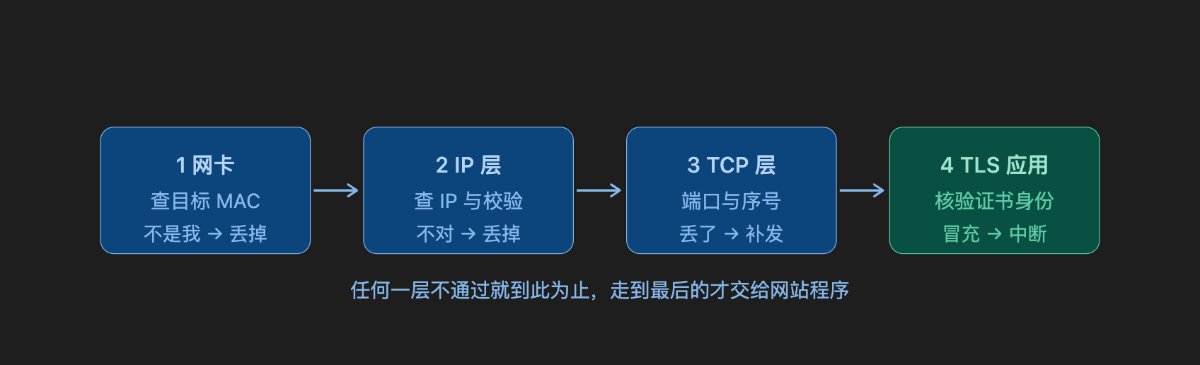 1 网卡
查目标 MAC
不是我 → 丢掉
2 IP 层
查 IP 与校验
不对 → 丢掉
3 TCP 层
端口与序号
丢了 → 补发
4 TLS 应用
核验证书身份
冒充 → 中断
任何一层不通过就到此为止，走到最后的才交给网站程序